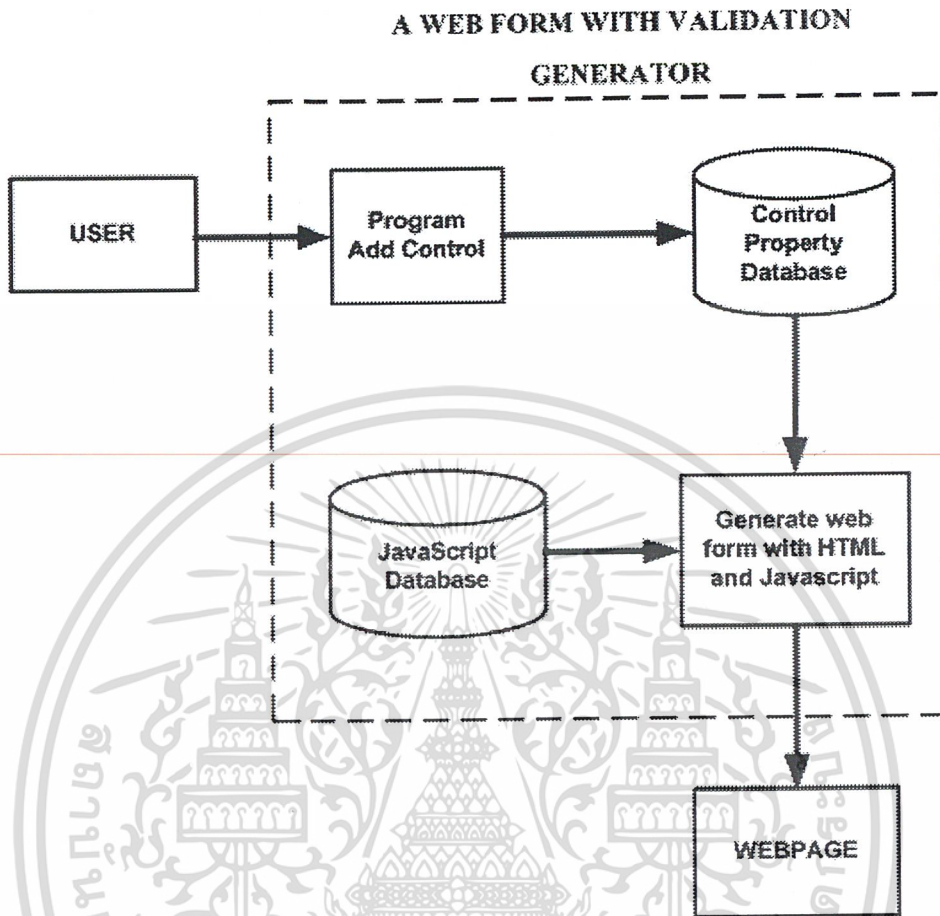 A WEB FORM WITH VALIDATION
GENERATOR
USER
Program
Add Control
Control
Property
Database
JavaScript
Database
Generate web
form with HTML
and Javascript
WEBPAGE